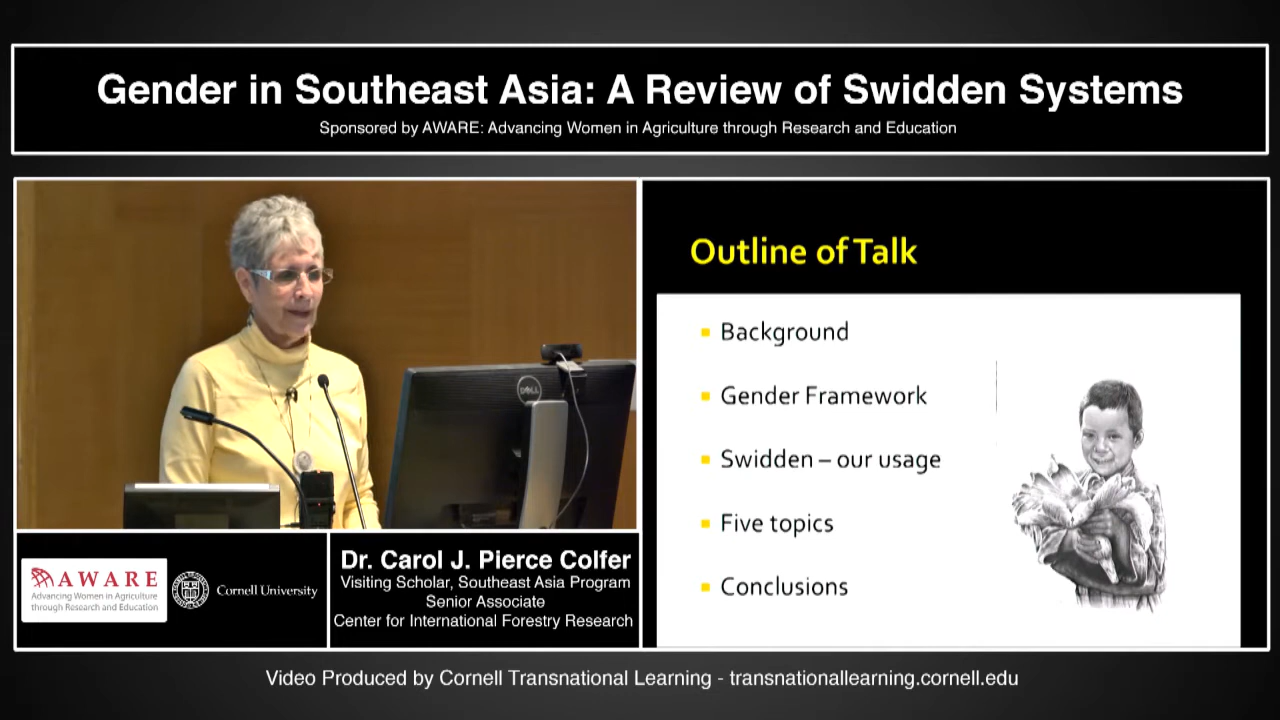 Gender in Southeast Asia: A Review of Swidden Systems
Sponsored by AWARE: Advancing Women in Agriculture through Research and Education
DELL
Outline of Talk
Background
Gender Framework
Swidden – our usage
Five topics
Conclusions
AWARE
Advancing Women in Agriculture
through Research and Education
Cornell University
Dr. Carol J. Pierce Colfer
Visiting Scholar, Southeast Asia Program
Senior Associate
Center for International Forestry Research
Video Produced by Cornell Transnational Learning - transnationallearning.cornell.edu